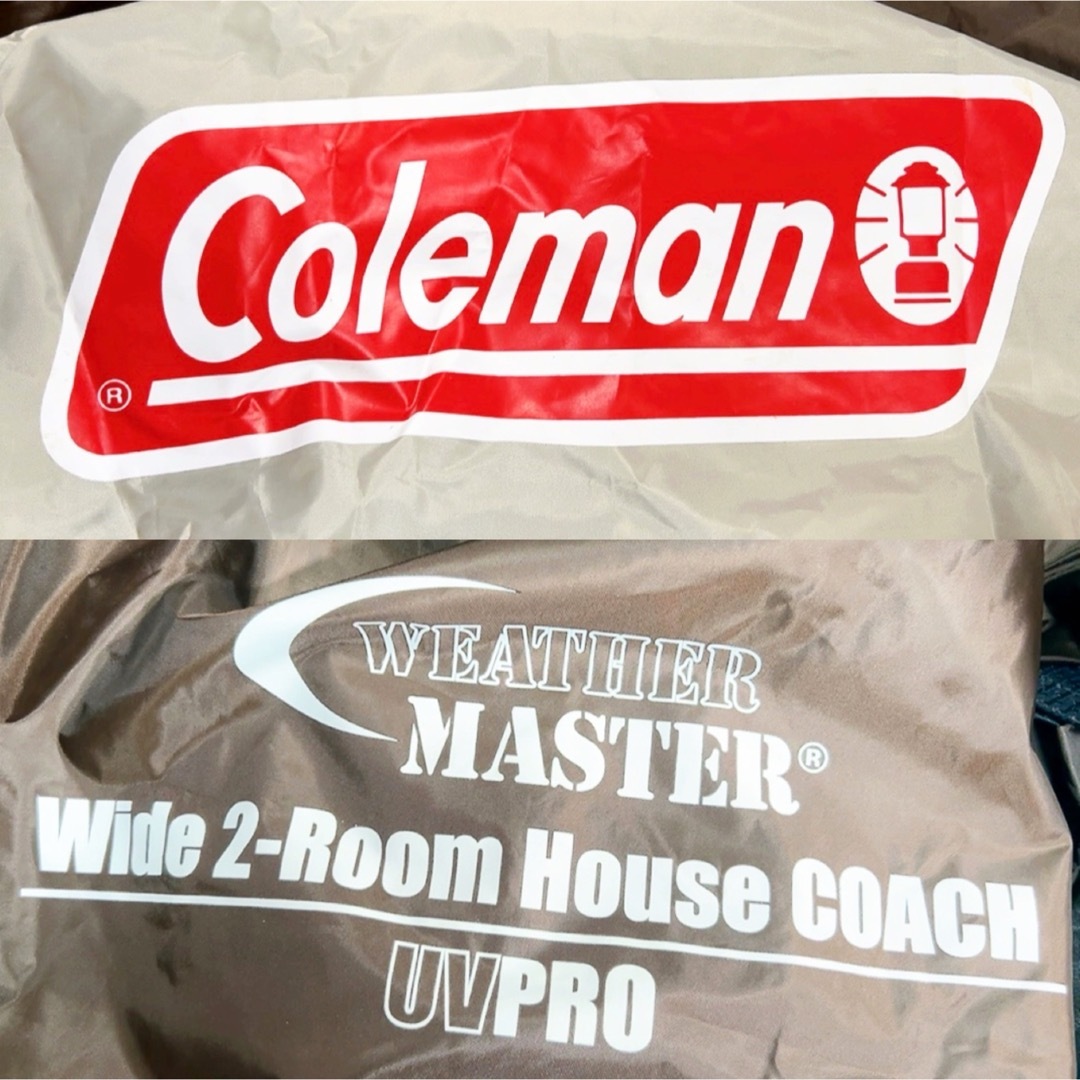 Coleman
®
WEATHER
MASTER®
Wide 2-Room House COACH
UVPRO